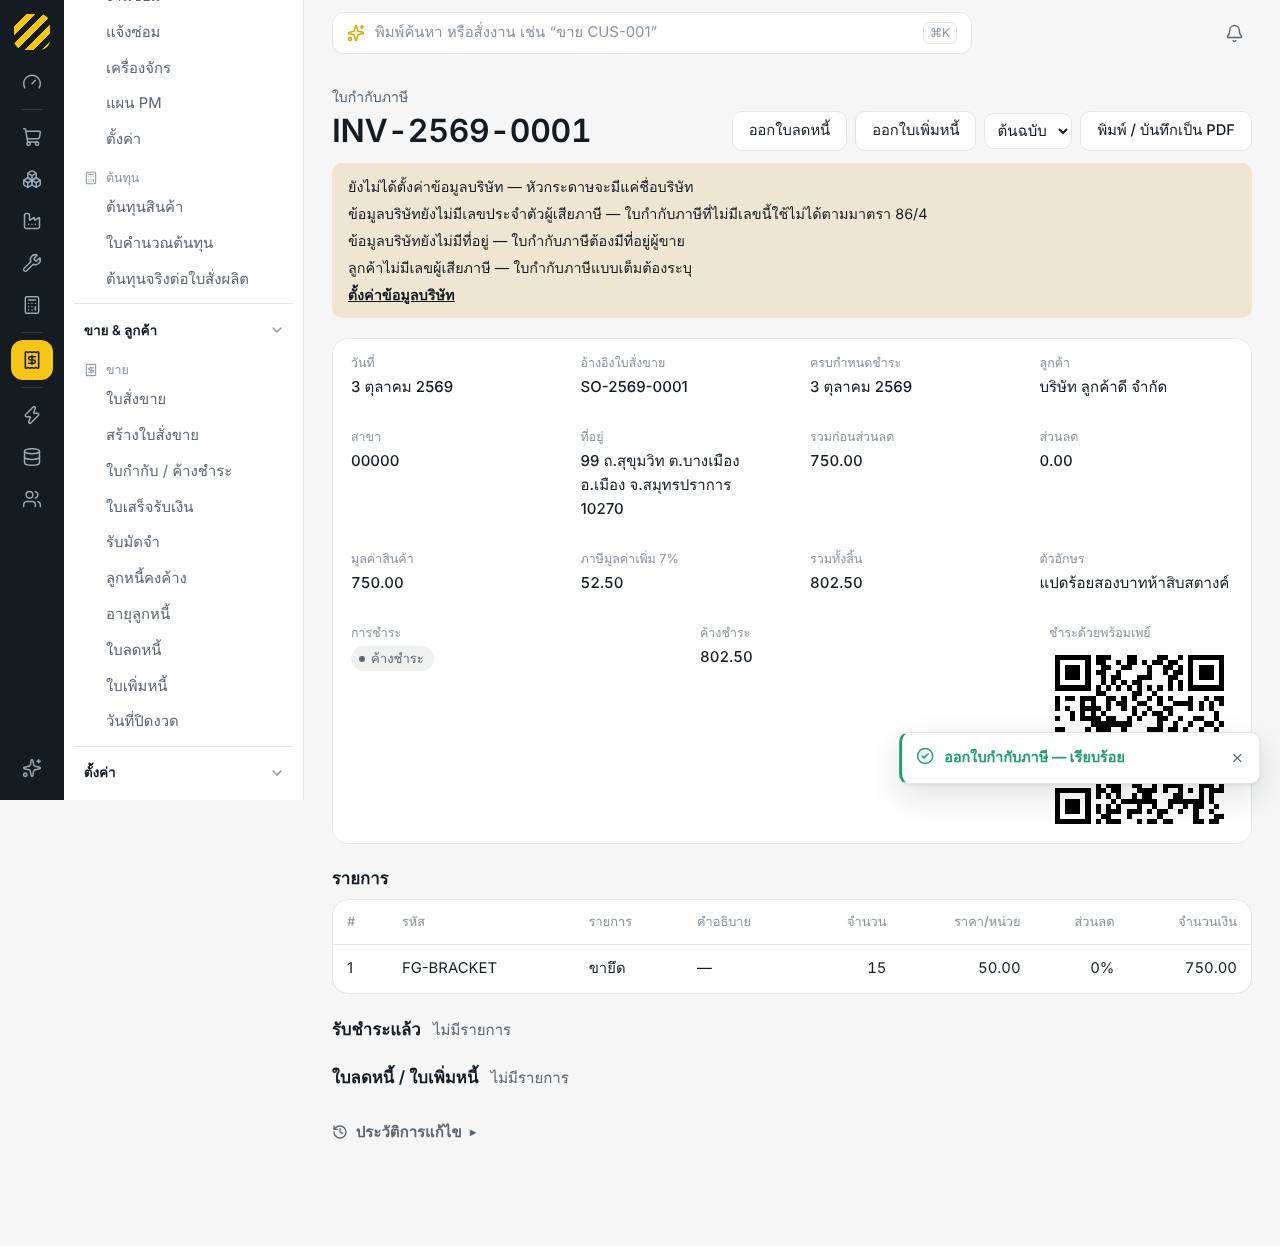 แจ้งซ่อม
เครื่องจักร
แผน PM
ตั้งค่า
ต้นทุน
ต้นทุนสินค้า
ใบคำนวณต้นทุน
ต้นทุนจริงต่อใบสั่งผลิต
ขาย & ลูกค้า
ขาย
ใบสั่งขาย
สร้างใบสั่งขาย
ใบกำกับ / ค้างชำระ
ใบเสร็จรับเงิน
รับมัดจำ
ลูกหนี้คงค้าง
อายุลูกหนี้
ใบลดหนี้
ใบเพิ่มหนี้
วันที่ปิดงวด
ตั้งค่า
พิมพ์ค้นหา หรือสั่งงาน เช่น “ขาย CUS-001” ⌘K
ใบกำกับภาษี
INV-2569-0001
ออกใบลดหนี้ ออกใบเพิ่มหนี้ ต้นฉบับ พิมพ์ / บันทึกเป็น PDF
ยังไม่ได้ตั้งค่าข้อมูลบริษัท — หัวกระดาษจะมีแค่ชื่อบริษัท
ข้อมูลบริษัทยังไม่มีเลขประจำตัวผู้เสียภาษี — ใบกำกับภาษีที่ไม่มีเลขนี้ใช้ไม่ได้ตามมาตรา 86/4
ข้อมูลบริษัทยังไม่มีที่อยู่ — ใบกำกับภาษีต้องมีที่อยู่ผู้ขาย
ลูกค้าไม่มีเลขผู้เสียภาษี — ใบกำกับภาษีแบบเต็มต้องระบุ
ตั้งค่าข้อมูลบริษัท
วันที่ อ้างอิงใบสั่งขาย ครบกำหนดชำระ ลูกค้า
3 ตุลาคม 2569 SO-2569-0001 3 ตุลาคม 2569 บริษัท ลูกค้าดี จำกัด
สาขา ที่อยู่ รวมก่อนส่วนลด ส่วนลด
00000 99 ถ.สุขุมวิท ต.บางเมือง 750.00 0.00
อ.เมือง จ.สมุทรปราการ
10270
มูลค่าสินค้า ภาษีมูลค่าเพิ่ม 7% รวมทั้งสิ้น ตัวอักษร
750.00 52.50 802.50 แปดร้อยสองบาทห้าสิบสตางค์
การชำระ ค้างชำระ ชำระด้วยพร้อมเพย์
ค้างชำระ 802.50
ออกใบกำกับภาษี — เรียบร้อย
รายการ
# รหัส รายการ คำอธิบาย จำนวน ราคา/หน่วย ส่วนลด จำนวนเงิน
1 FG-BRACKET ขายึด — 15 50.00 0% 750.00
รับชำระแล้ว ไม่มีรายการ
ใบลดหนี้ / ใบเพิ่มหนี้ ไม่มีรายการ
ประวัติการแก้ไข